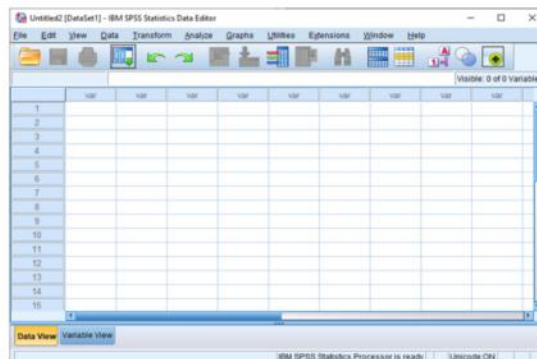 Untitled2 [DataSet1] - IBM SPSS Statistics Data Editor
File Edit View Data Transform Analyze Graphs Utilities Extensions Window Help
Visible: 0 of 0 Variable
var var var var var var var var var
1
2
3
4
5
6
7
8
9
10
11
12
13
14
15
Data View Variable View
IBM SPSS Statistics Processor is ready Unicode:ON